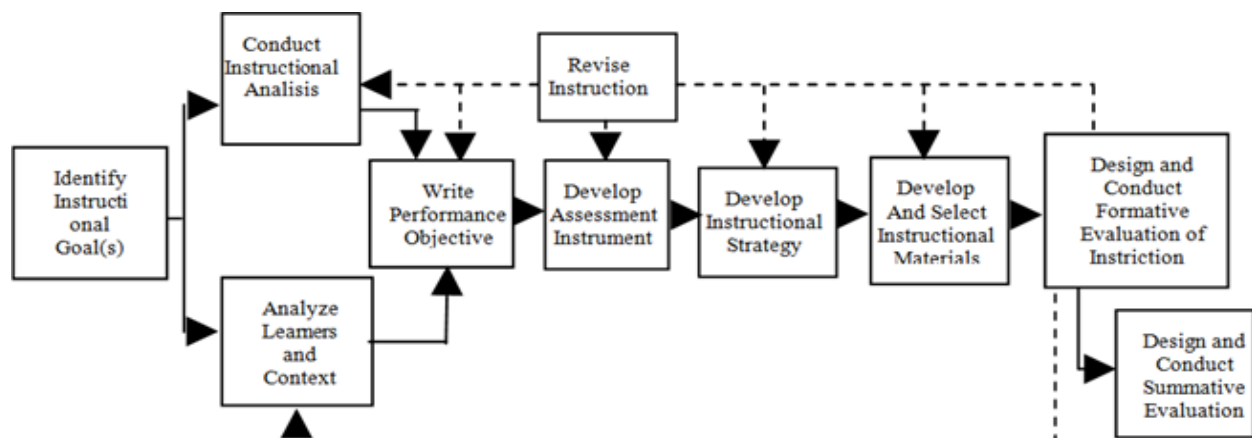 Identify
Instructi
onal
Goal(s)
Conduct
Instructional
Analisis
Analyze
Learners
and
Context
Revise
Instruction
Write
Performance
Objective
Develop
Assessment
Instrument
Develop
Instructional
Strategy
Develop
And Select
Instructional
Materials
Design and
Conduct
Formative
Evaluation of
Instriction
Design and
Conduct
Summative
Evaluation